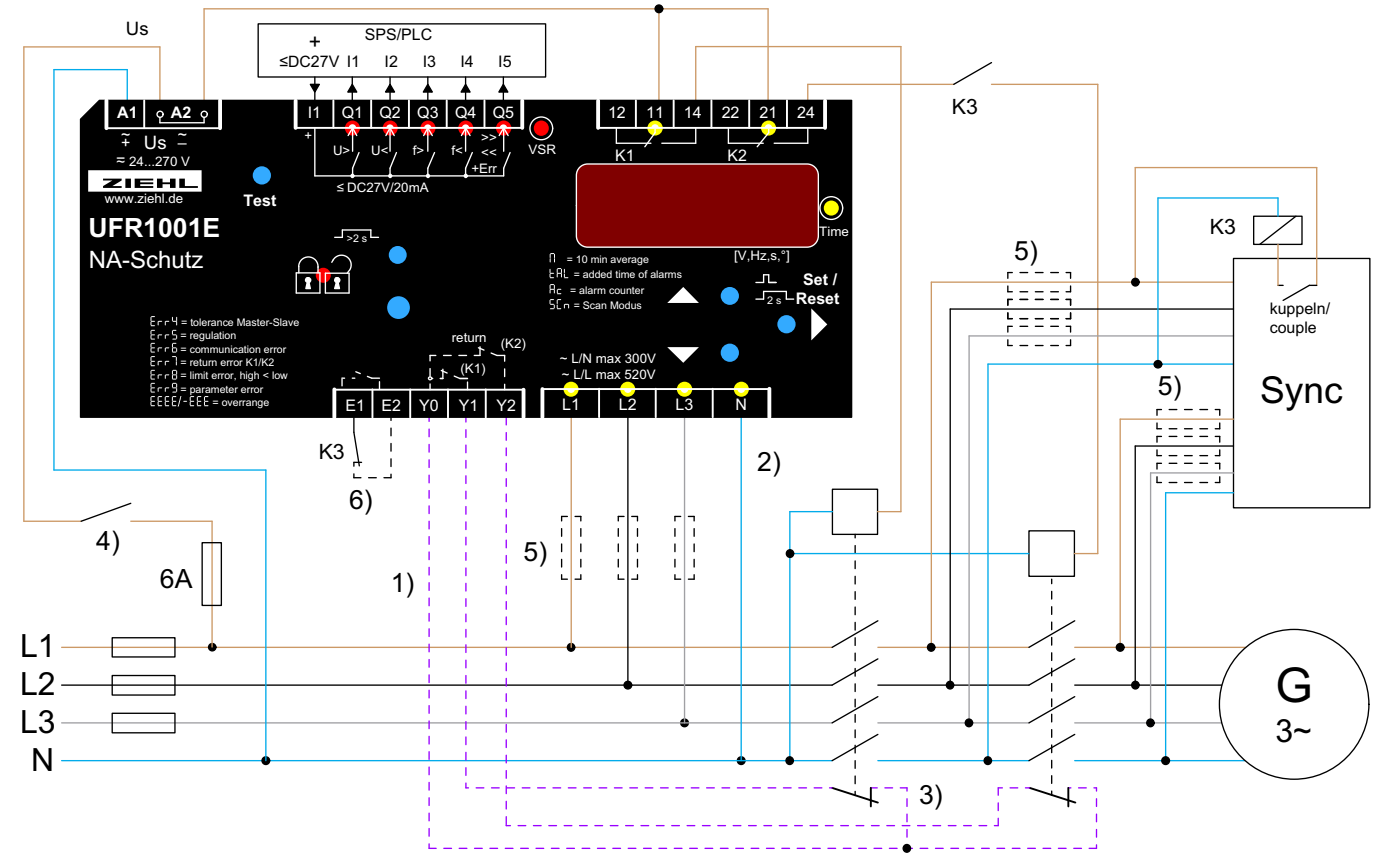 Us
SPS/PLC
+
≤DC27V I1 I2 I3 I4 I5
A1 A2
I1 Q1 Q2 Q3 Q4 Q5
12 11 14 22 21 24
K3
+ Us −
≂ 24...270 V
ZIEHL
www.ziehl.de
Test
+
U> U< f> f< >> <<
+Err
VSR
≤ DC27V/20mA
K1 K2
UFR1001E
NA-Schutz
>2 s
Time
[V,Hz,s,°]
n = 10 min average
tAL = added time of alarms
Ac = alarm counter
SCn = Scan Modus
Set /
2 s
Reset
Err4 = tolerance Master-Slave
Err5 = regulation
Err6 = communication error
Err7 = return error K1/K2
Err8 = limit error, high < low
Err9 = parameter error
EEEE/-EEE = overrange
return
(K2)
(K1)
~ L/N max 300V
~ L/L max 520V
E1 E2 Y0 Y1 Y2
L1 L2 L3 N
K3
5)
kuppeln/
couple
5)
Sync
K3
6)
2)
4)
5)
1)
6A
L1
L2
L3
N
3)
G
3~